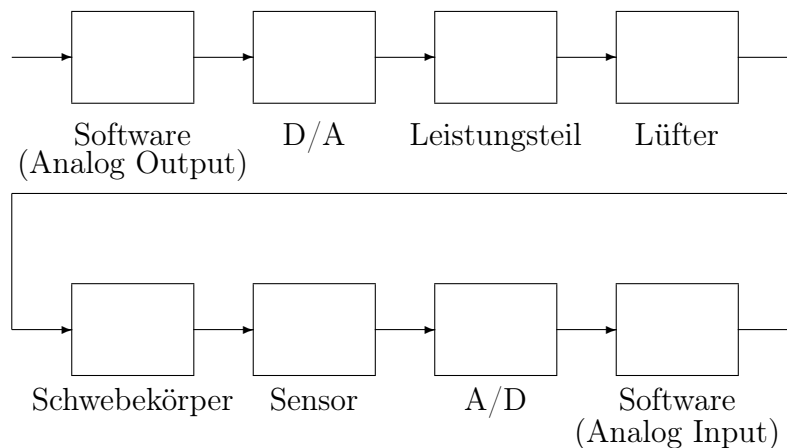 Software D/A Leistungsteil Lüfter
(Analog Output)
Schwebekörper Sensor A/D Software
(Analog Input)